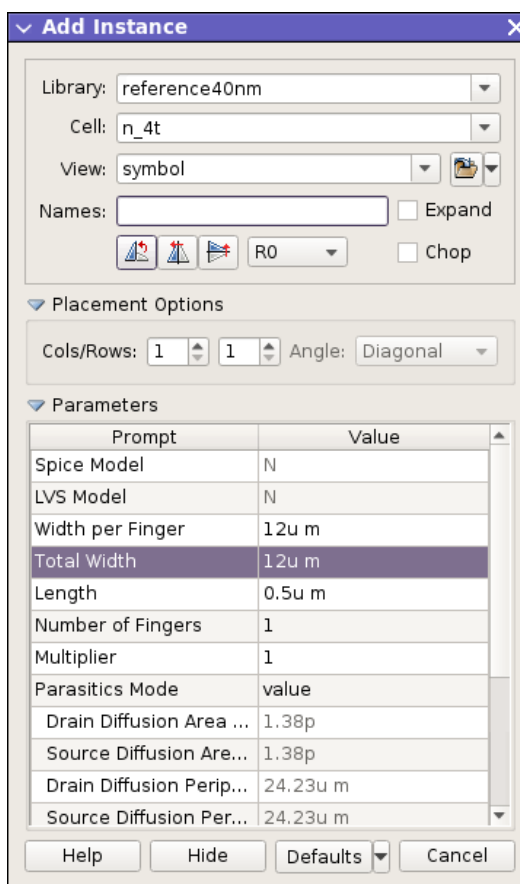 Add Instance
Library: reference40nm
Cell: n_4t
View: symbol
Names: Expand
R0 Chop
Placement Options
Cols/Rows: 1 1 Angle: Diagonal
Parameters
Prompt Value
Spice Model N
LVS Model N
Width per Finger 12u m
Total Width 12u m
Length 0.5u m
Number of Fingers 1
Multiplier 1
Parasitics Mode value
Drain Diffusion Area ... 1.38p
Source Diffusion Are... 1.38p
Drain Diffusion Perip... 24.23u m
Source Diffusion Per... 24.23u m
Help Hide Defaults Cancel